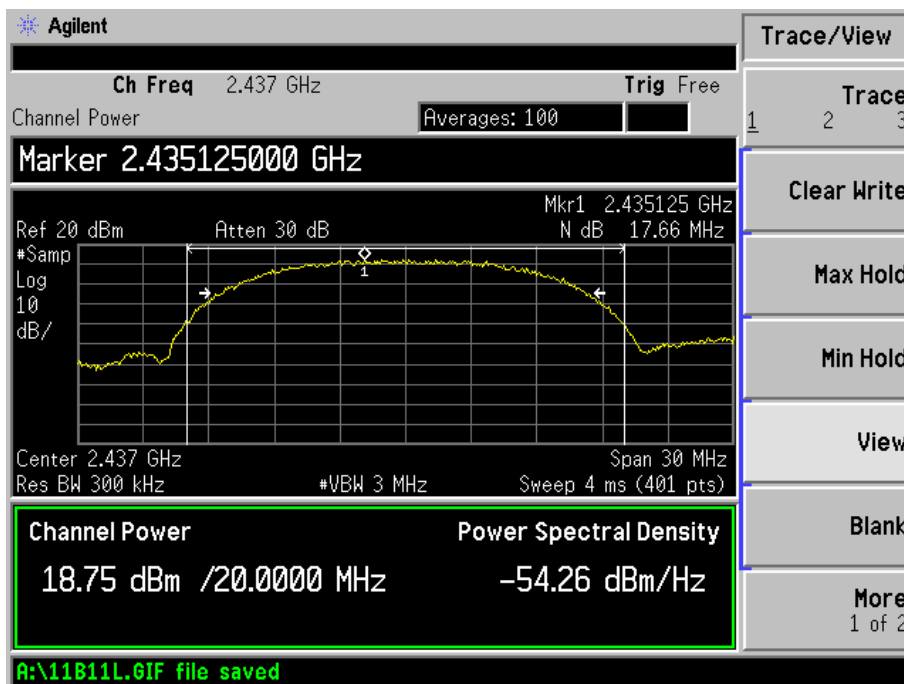 Agilent
Trace/View
Ch Freq 2.437 GHz Trig Free
Channel Power Averages: 100
Trace
1 2 3
Marker 2.435125000 GHz
Clear Write
Mkr1 2.435125 GHz
Ref 20 dBm Atten 30 dB N dB 17.66 MHz
#Samp
Log
10
dB/
1
Max Hold
Min Hold
View
Center 2.437 GHz Span 30 MHz
Res BW 300 kHz #VBW 3 MHz Sweep 4 ms (401 pts)
Channel Power Power Spectral Density
Blank
18.75 dBm /20.0000 MHz -54.26 dBm/Hz
More
1 of 2
A:\11B11L.GIF file saved